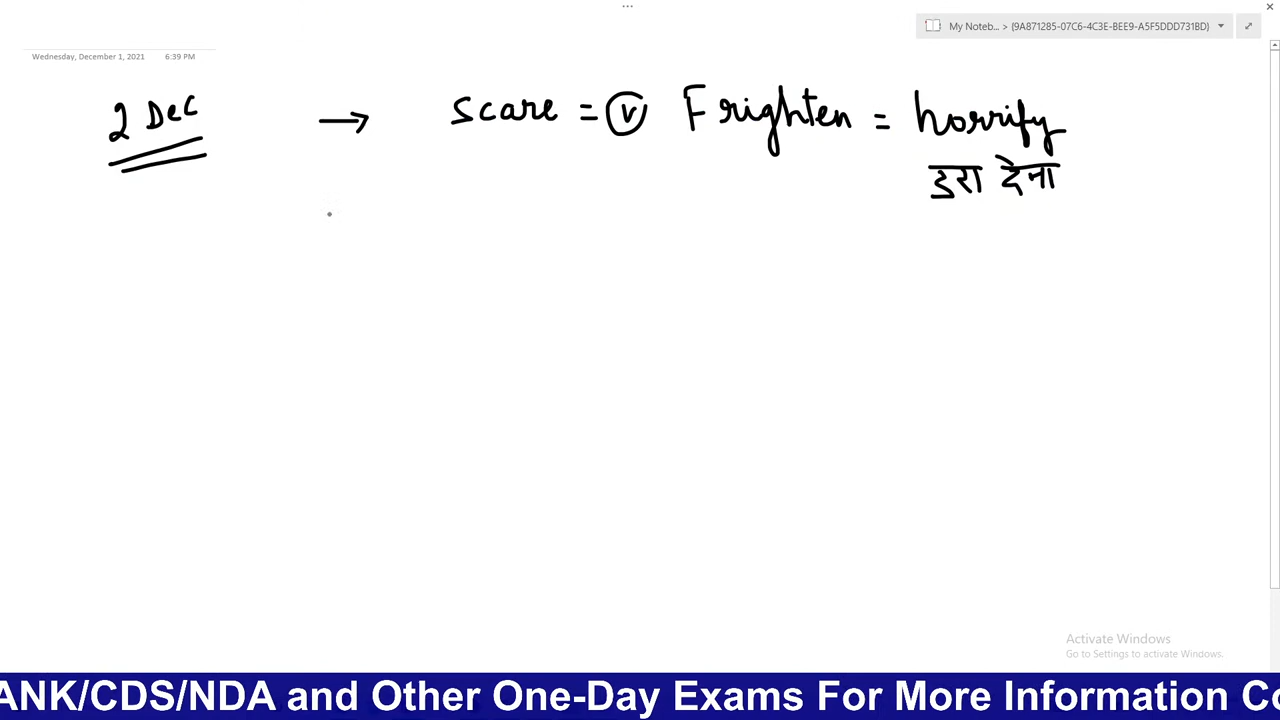 ...
My Noteb... > {9A871285-07C6-4C3E-BEE9-A5F5DDD731BD}
Wednesday, December 1, 2021 6:39 PM
2 Dec → scare = (v) Frighten = horrify
डरा देना
Activate Windows
Go to Settings to activate Windows.
ANK/CDS/NDA and Other One-Day Exams For More Information Co